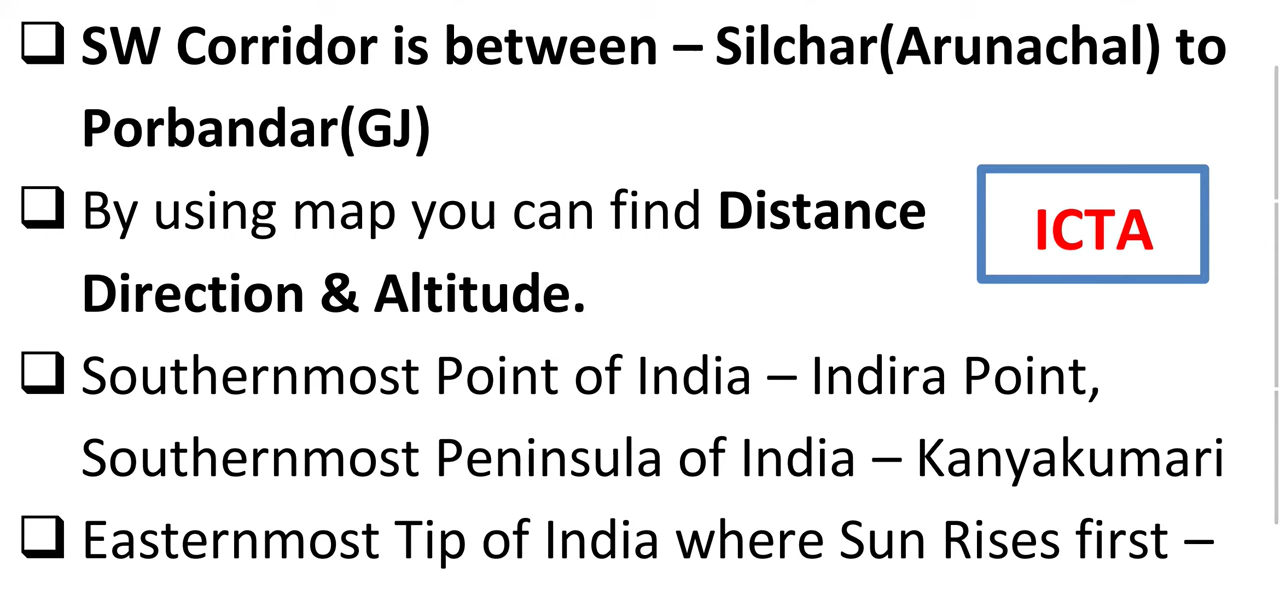 ❑ SW Corridor is between – Silchar(Arunachal) to
Porbandar(GJ)
❑ By using map you can find Distance
Direction & Altitude.
ICTA
❑ Southernmost Point of India – Indira Point,
Southernmost Peninsula of India – Kanyakumari
❑ Easternmost Tip of India where Sun Rises first –